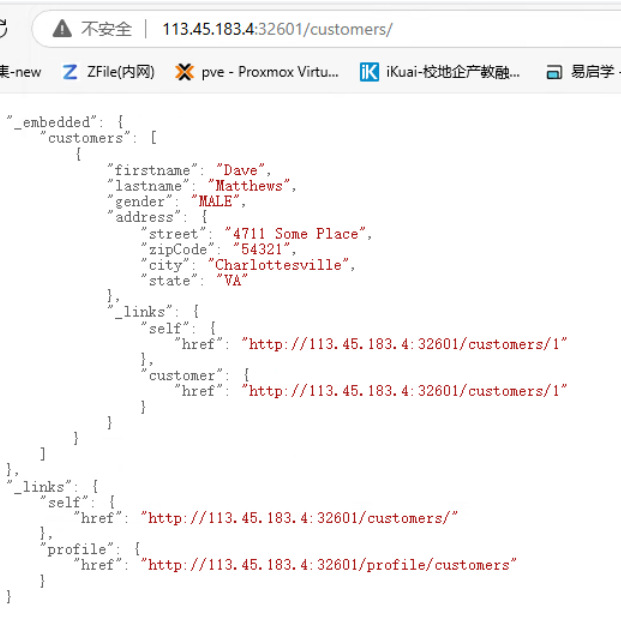 不安全 113.45.183.4:32601/customers/
集-new ZFile(内网) pve - Proxmox Virtu... iKuai-校地企产教融... 易启学 -
"_embedded": {
"customers": [
{
"firstname": "Dave",
"lastname": "Matthews",
"gender": "MALE",
"address": {
"street": "4711 Some Place",
"zipCode": "54321",
"city": "Charlottesville",
"state": "VA"
},
"_links": {
"self": {
"href": "http://113.45.183.4:32601/customers/1"
},
"customer": {
"href": "http://113.45.183.4:32601/customers/1"
}
}
}
]
},
"_links": {
"self": {
"href": "http://113.45.183.4:32601/customers/"
},
"profile": {
"href": "http://113.45.183.4:32601/profile/customers"
}
}